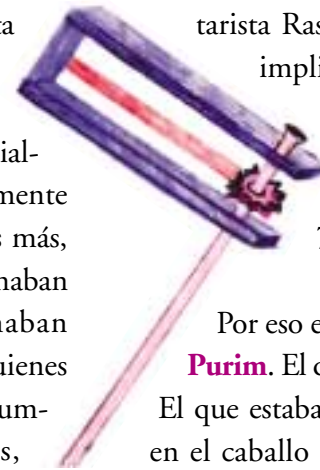 ta
ial-
mente
s más,
naban
naban
uienes
um-
s,
tarista Ras
impli
Por eso e
Purim. El
El que estaba
en el caballo